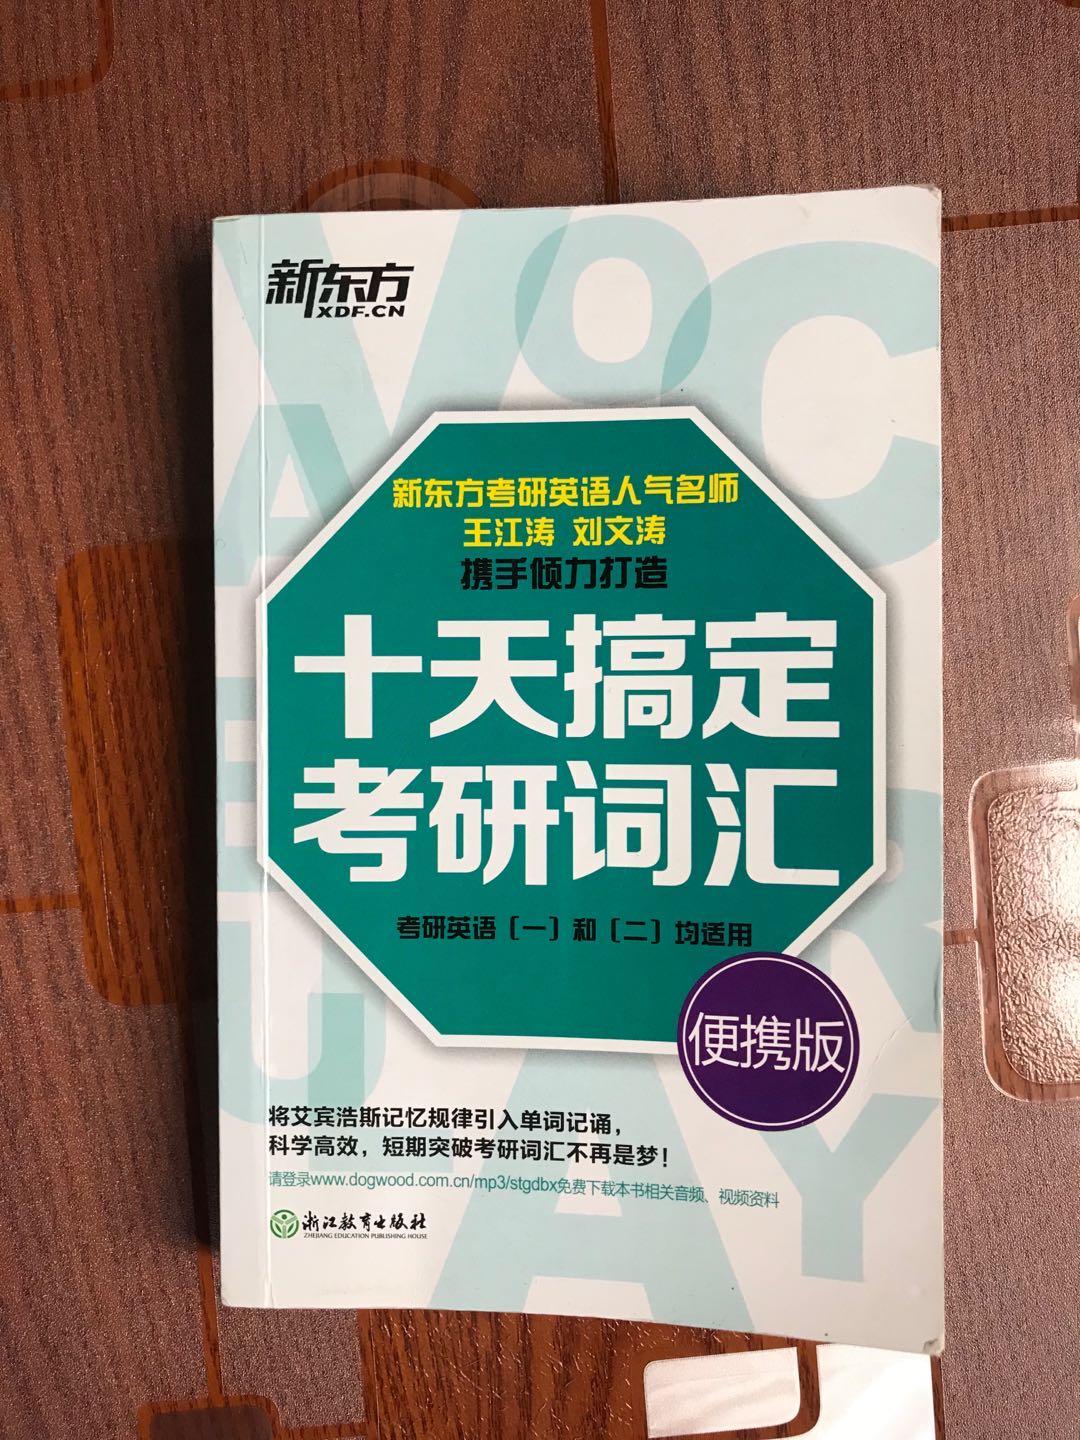 新东方
XDF.CN
新东方考研英语人气名师
王江涛 刘文涛
携手倾力打造
十天搞定
考研词汇
考研英语（一）和（二）均适用
便携版
将艾宾浩斯记忆规律引入单词记诵，
科学高效，短期突破考研词汇不再是梦！
请登录www.dogwood.com.cn/mp3/stgdbx免费下载本书相关音频、视频资料
浙江教育出版社
ZHEJIANG EDUCATION PUBLISHING HOUSE
VOCABULARY